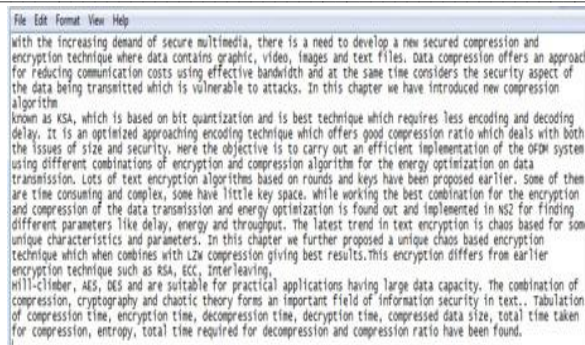 File Edit Format View Help
with the increasing demand of secure multimedia, there is a need to develop a new secured compression and
encryption technique where data contains graphic, video, images and text files. Data compression offers an approach
for reducing communication costs using effective bandwidth and at the same time considers the security aspect of
the data being transmitted which is vulnerable to attacks. In this chapter we have introduced new compression
algorithm
known as KSA, which is based on bit quantization and is best technique which requires less encoding and decoding
delay. It is an optimized approaching encoding technique which offers good compression ratio which deals with both
the issues of size and security. Here the objective is to carry out an efficient implementation of the OFDM system
using different combinations of encryption and compression algorithm for the energy optimization on data
transmission. Lots of text encryption algorithms based on rounds and keys have been proposed earlier. Some of them
are time consuming and complex, some have little key space. While working the best combination for the encryption
and compression of the data transmission and energy optimization is found out and implemented in NS2 for finding
different parameters like delay, energy and throughput. The latest trend in text encryption is chaos based for some
unique characteristics and parameters. In this chapter we further proposed a unique chaos based encryption
technique which when combines with LZW compression giving best results.This encryption differs from earlier
encryption technique such as RSA, ECC, Interleaving,
Hill-climber, AES, DES and are suitable for practical applications having large data capacity. The combination of
compression, cryptography and chaotic theory forms an important field of information security in text.. Tabulation
of compression time, encryption time, decompression time, decryption time, compressed data size, total time taken
for compression, entropy, total time required for decompression and compression ratio have been found.